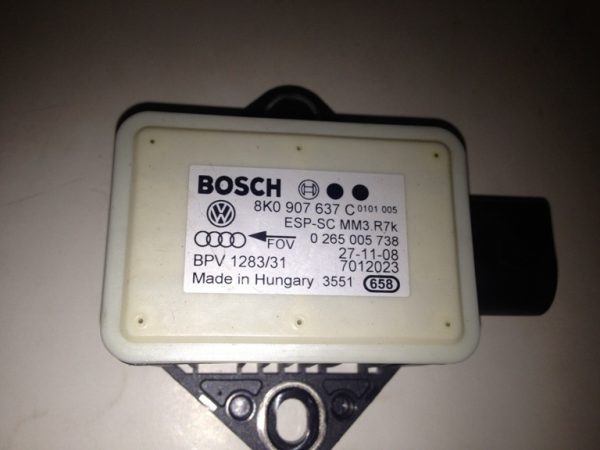 BOSCH
8K0 907 637 C 0101 005
ESP-SC MM3.R7k
FOV 0 265 005 738
BPV 1283/31 27-11-08
7012023
Made in Hungary 3551 658